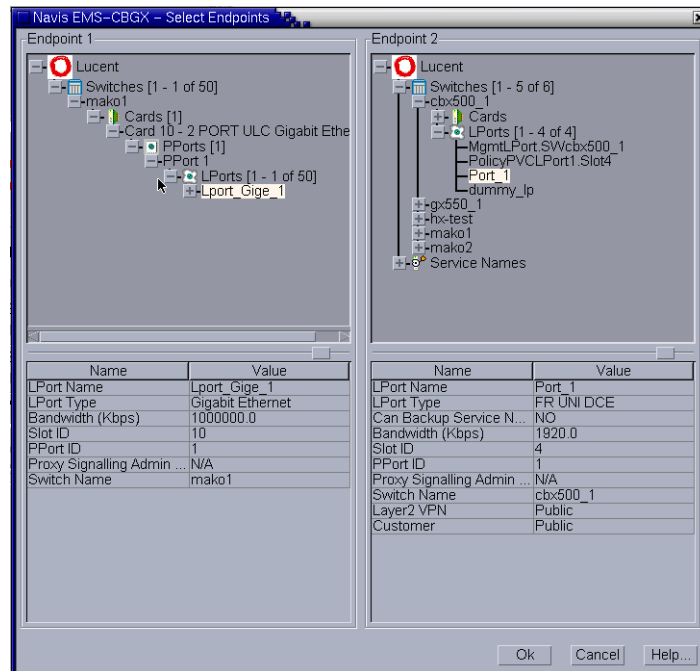 Navis EMS-CBGX - Select Endpoints
Endpoint 1
Lucent
Switches [1 - 1 of 50]
mako1
Cards [1]
Card 10 - 2 PORT ULC Gigabit Ethe
PPorts [1]
PPort 1
LPorts [1 - 1 of 50]
Lport_Gige_1
Name Value
LPort Name Lport_Gige_1
LPort Type Gigabit Ethernet
Bandwidth (Kbps) 1000000.0
Slot ID 10
PPort ID 1
Proxy Signalling Admin ... N/A
Switch Name mako1
Endpoint 2
Lucent
Switches [1 - 5 of 6]
cbx500_1
Cards
LPorts [1 - 4 of 4]
MgmtLPort.SWcbx500_1
PolicyPVCLPort1.Slot4
Port_1
dummy_lp
gx550_1
hx-test
mako1
mako2
Service Names
Name Value
LPort Name Port_1
LPort Type FR UNI DCE
Can Backup Service N... NO
Bandwidth (Kbps) 1920.0
Slot ID 4
PPort ID 1
Proxy Signalling Admin ... N/A
Switch Name cbx500_1
Layer2 VPN Public
Customer Public
Ok Cancel Help...